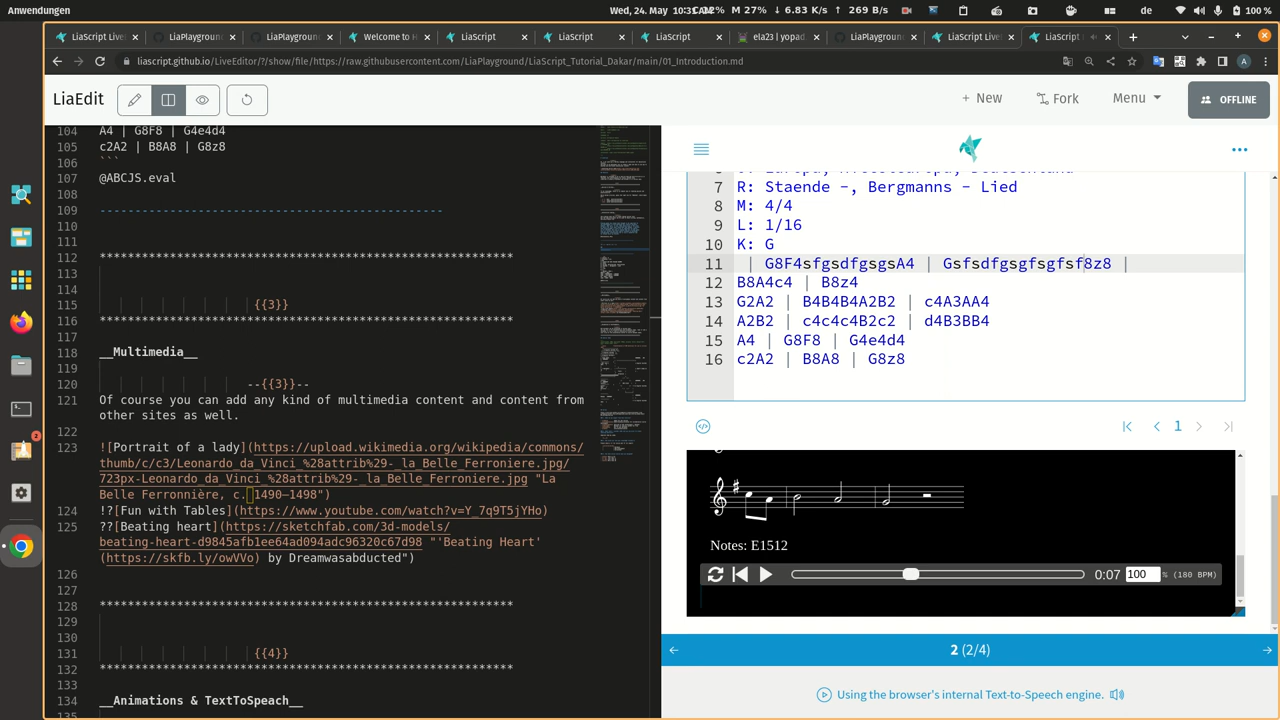 Anwendungen
Wed, 24. May
M 27% ↓ 6.83 K/s ↑ 269 B/s
de
100 %
LiaScript Live
LiaPlayground
LiaPlayground
Welcome to H
LiaScript
LiaScript
LiaScript
ela23 | yopad.
LiaPlayground
LiaScript Live
LiaScript
liascript.github.io/LiveEditor/?/show/file/https://raw.githubusercontent.com/LiaPlayground/LiaScript_Tutorial_Dakar/main/01_Introduction.md
A
LiaEdit
+ New
Fork
Menu
OFFLINE
104 A4 | G8F8 | G4e4d4
105 c2A2 | B8A8 | G8z8
106 ```
107 @ABCJS.eval
108
109 -------------------------------------------------
110
111
112 ***********************************************************
113
114
115 {{3}}
116 ***********************************************************
117
118 __Multimedia__
119
120 --{{3}}--
121 Of course you can add any kind of multimedia content and content from
other sites as well.
122
123 ![Portrait of a lady](https://upload.wikimedia.org/wikipedia/commons/
thumb/c/c3/Leonardo_da_Vinci_%28attrib%29-_la_Belle_Ferroniere.jpg/
723px-Leonardo_da_Vinci_%28attrib%29-_la_Belle_Ferroniere.jpg "La
Belle Ferronnière, c. 1490–1498")
124 !?[Fun with Tables](https://www.youtube.com/watch?v=Y_7q9T5jYHo)
125 ??[Beating heart](https://sketchfab.com/3d-models/
beating-heart-d9845afb1ee64ad094adc96320c67d98 "'Beating Heart'
(https://skfb.ly/owVVo) by Dreamwasabducted")
126
127
128 ***********************************************************
129
130
131 {{4}}
132 ***********************************************************
133
134 __Animations & TextToSpeach__
135
7 R: Staende -, Bergmanns - Lied
8 M: 4/4
9 L: 1/16
10 K: G
11 | G8F4sfgsdfgsgsA4 | Gsfsdfgsgfsgfsf8z8 |
12 B8A4c4 | B8z4
13 G2A2 | B4B4B4A2B2 | c4A3AA4
14 A2B2 | c4c4c4B2c2 | d4B3BB4
15 A4 | G8F8 | G4e4d4
16 c2A2 | B8A8 | G8z8
1
Notes: E1512
0:07 100 % (180 BPM)
2 (2/4)
Using the browser's internal Text-to-Speech engine.
2